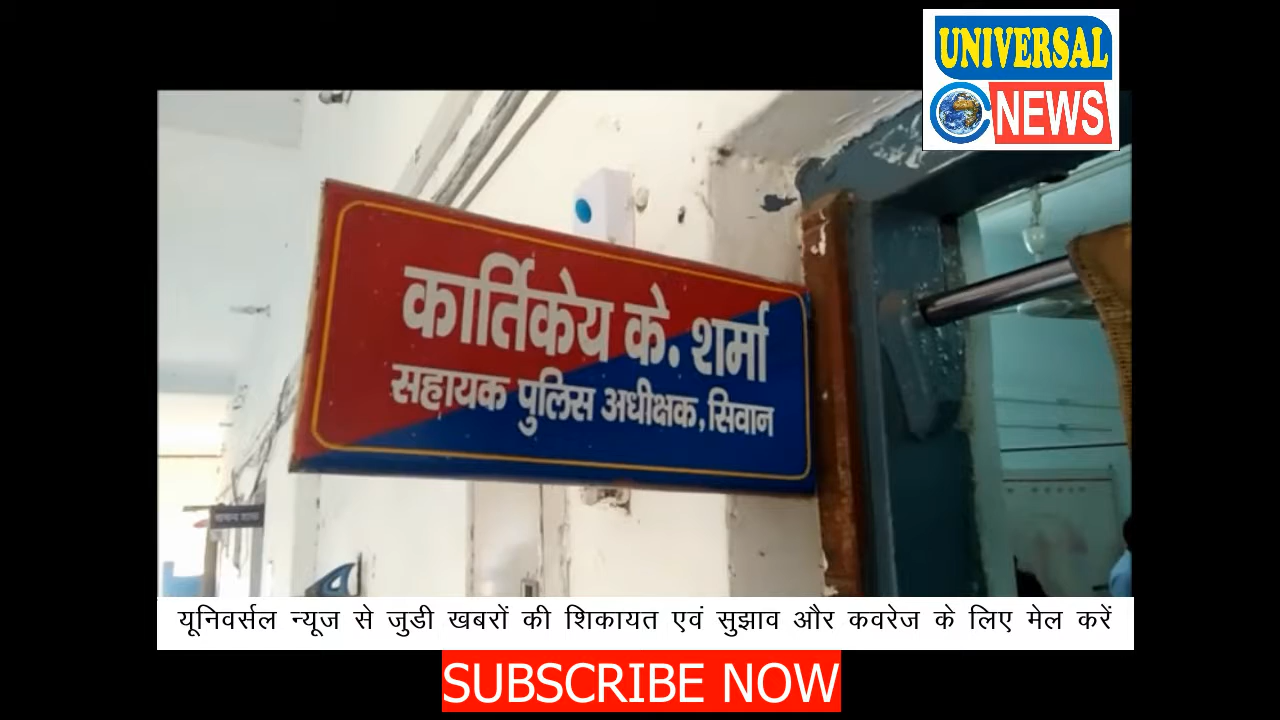 UNIVERSAL
NEWS
कार्तिकेय के. शर्मा
सहायक पुलिस अधीक्षक, सिवान
यूनिवर्सल न्यूज से जुडी खबरों की शिकायत एवं सुझाव और कवरेज के लिए मेल करें
SUBSCRIBE NOW